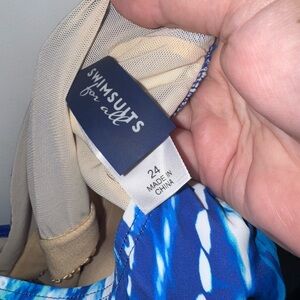 SWIMSUITS
for all
24
MADE IN
CHINA